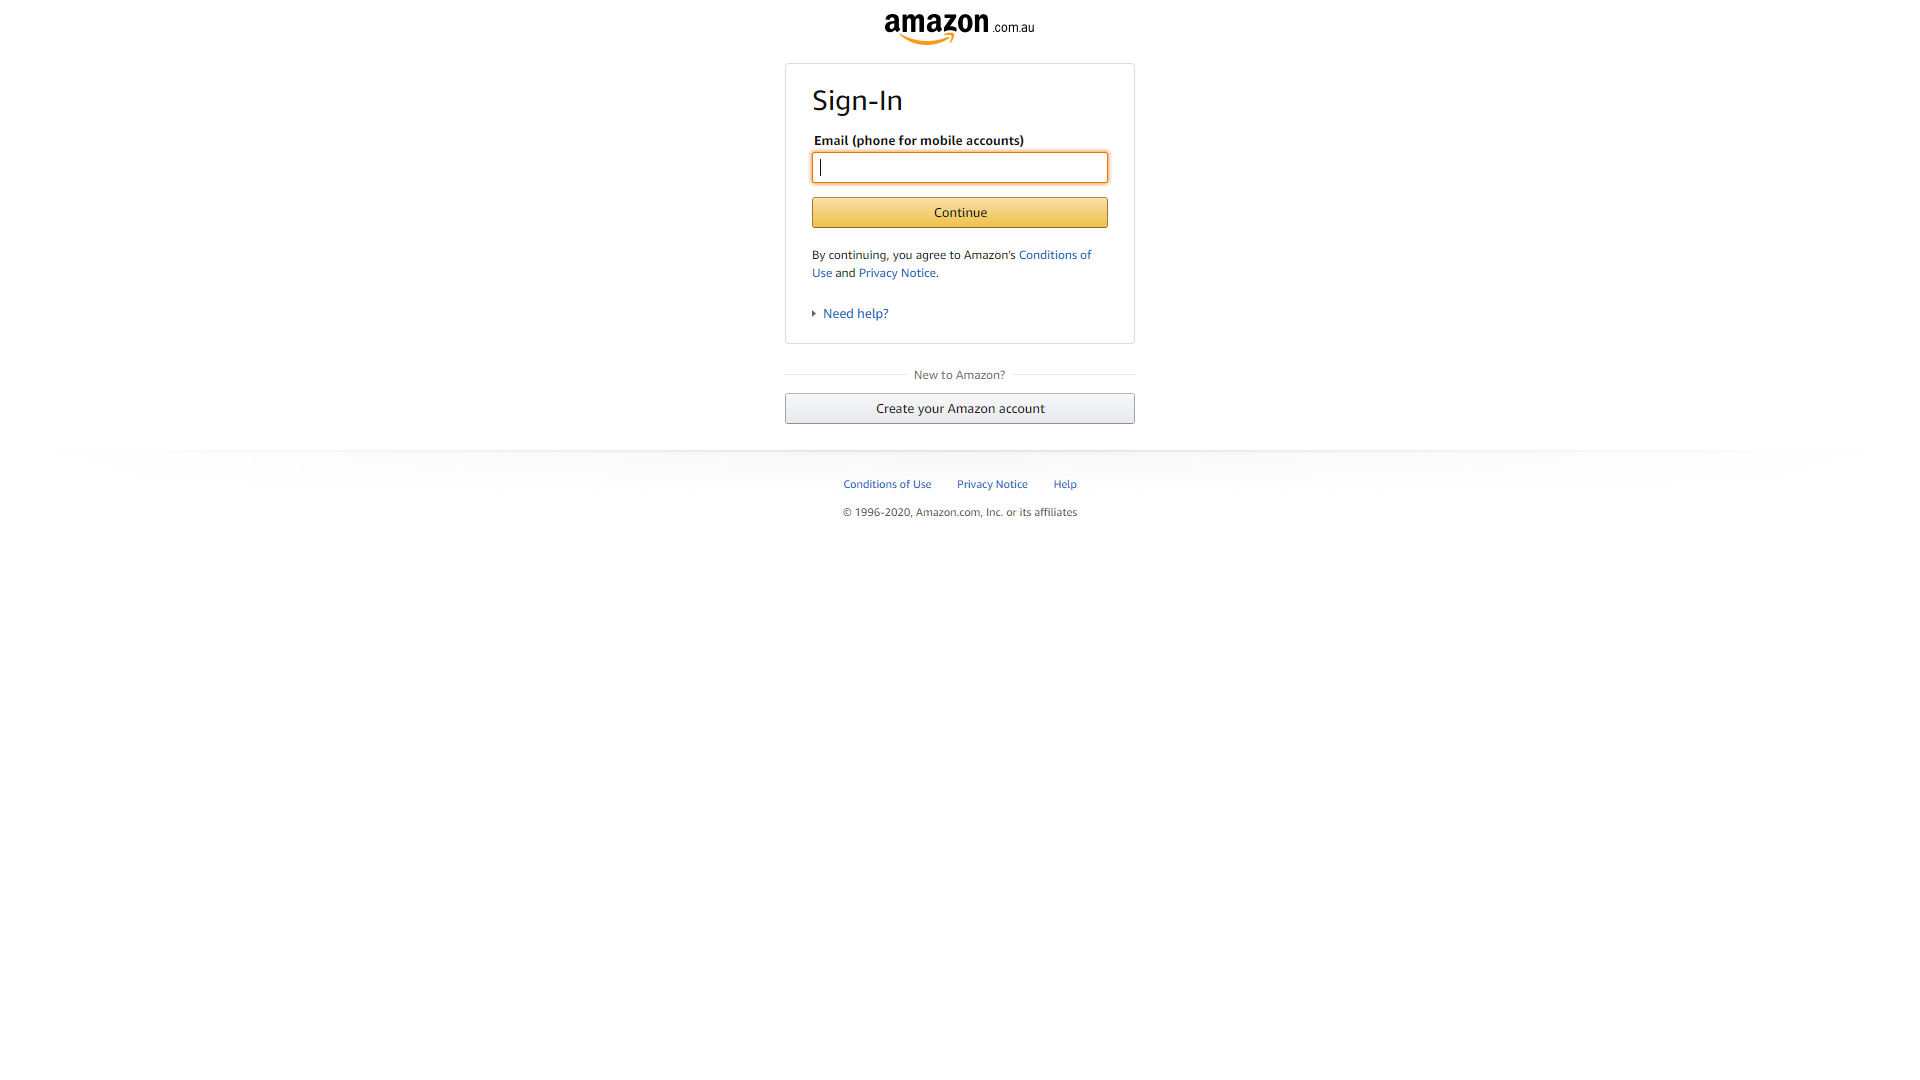 amazon.com.au
Sign-In
Email (phone for mobile accounts)
Continue
By continuing, you agree to Amazon's Conditions of
Use and Privacy Notice.
Need help?
New to Amazon?
Create your Amazon account
Conditions of Use Privacy Notice Help
© 1996-2020, Amazon.com, Inc. or its affiliates